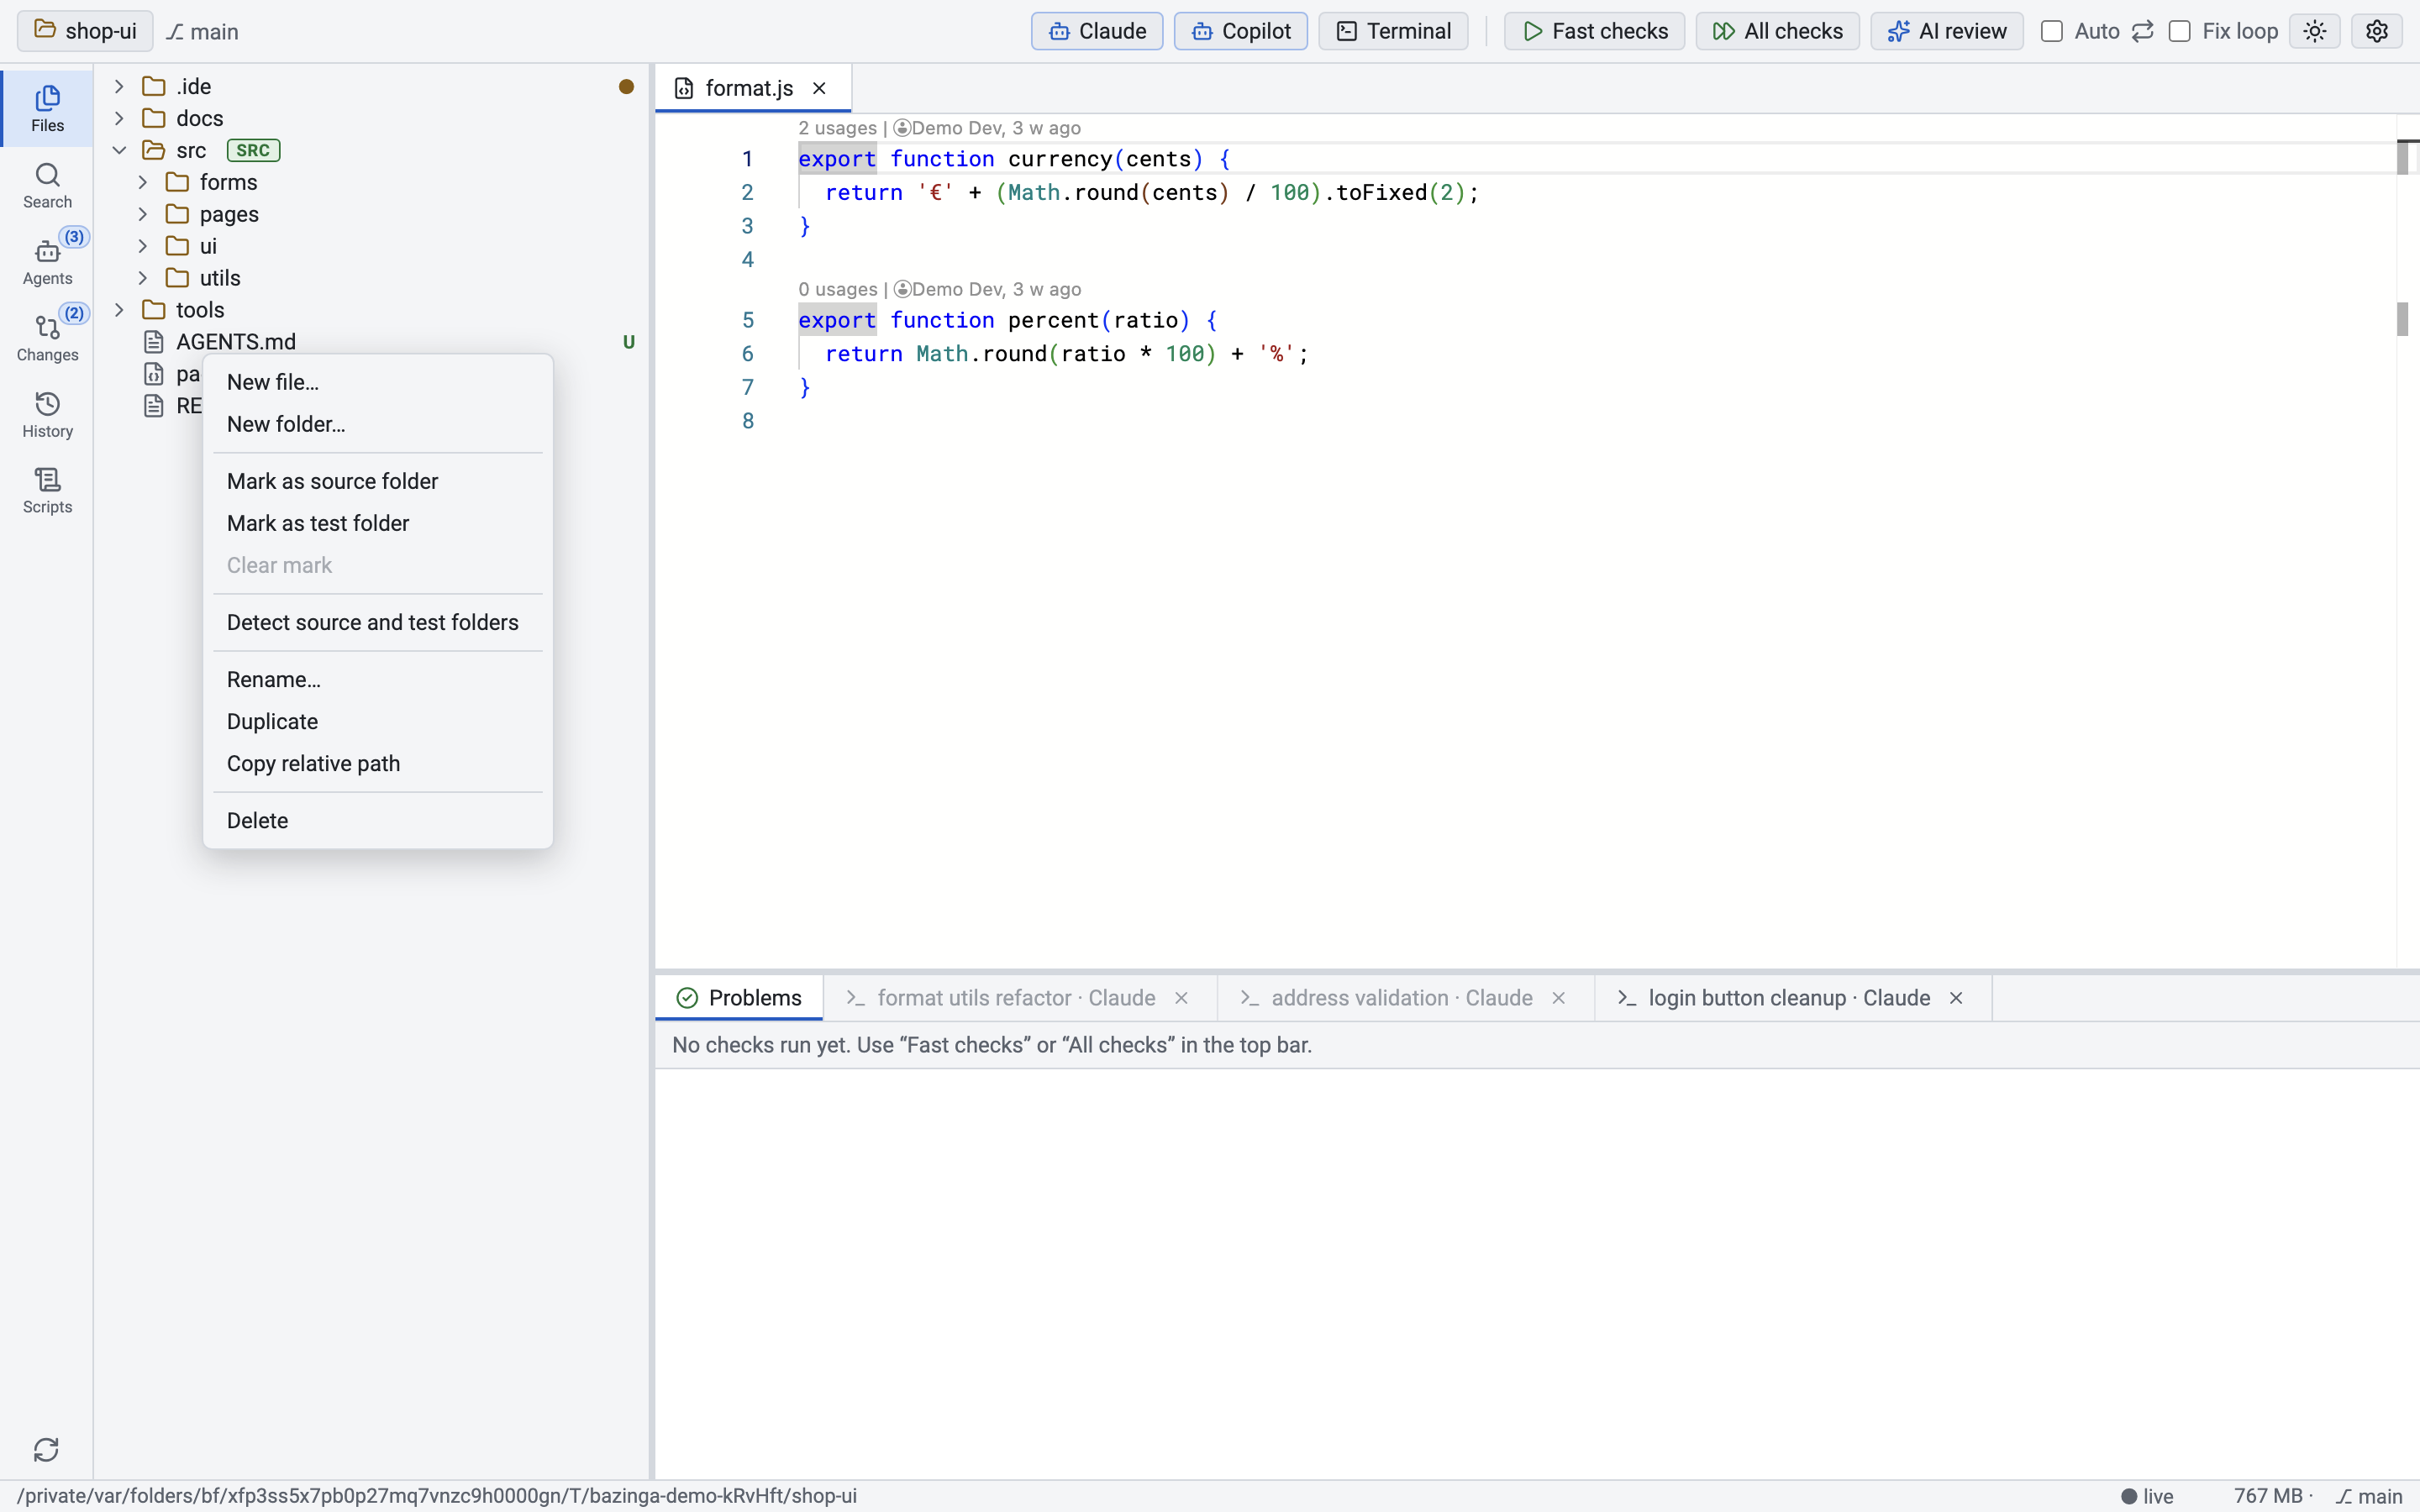 shop-ui main Claude Copilot Terminal Fast checks All checks AI review Auto Fix loop
Files
Search
(3)
Agents
(2)
Changes
History
Scripts
.ide
docs
src SRC
forms
pages
ui
utils
tools
AGENTS.md U
pa
RE
New file…
New folder…
Mark as source folder
Mark as test folder
Clear mark
Detect source and test folders
Rename…
Duplicate
Copy relative path
Delete
format.js
2 usages | Demo Dev, 3 w ago
1 export function currency(cents) {
2 return '€' + (Math.round(cents) / 100).toFixed(2);
3 }
4
0 usages | Demo Dev, 3 w ago
5 export function percent(ratio) {
6 return Math.round(ratio * 100) + '%';
7 }
8
Problems format utils refactor · Claude address validation · Claude login button cleanup · Claude
No checks run yet. Use “Fast checks” or “All checks” in the top bar.
/private/var/folders/bf/xfp3ss5x7pb0p27mq7vnzc9h0000gn/T/bazinga-demo-kRvHft/shop-ui live 767 MB · main